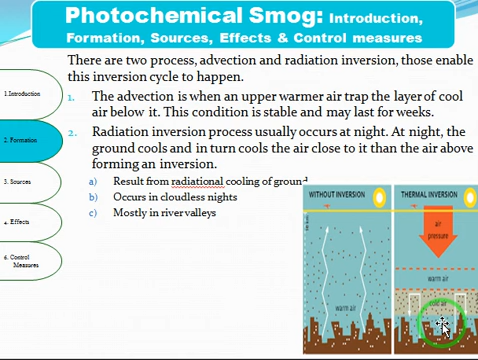 Photochemical Smog: Introduction,
Formation, Sources, Effects & Control measures
There are two process, advection and radiation inversion, those enable
this inversion cycle to happen.
1. The advection is when an upper warmer air trap the layer of cool
air below it. This condition is stable and may last for weeks.
2. Radiation inversion process usually occurs at night. At night, the
ground cools and in turn cools the air close to it than the air above
forming an inversion.
a) Result from radiational cooling of ground
b) Occurs in cloudless nights
c) Mostly in river valleys
1.Introduction
2. Formation
3. Sources
4. Effects
6. Control
Measures
WITHOUT INVERSION
warm air
THERMAL INVERSION
air
pressure
warm air
cool air